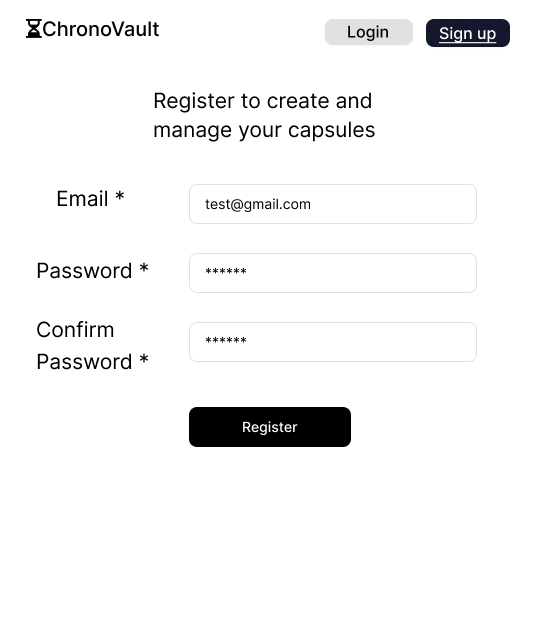 ChronoVault
Login
Sign up
Register to create and
manage your capsules
Email *
test@gmail.com
Password *
******
Confirm
Password *
******
Register